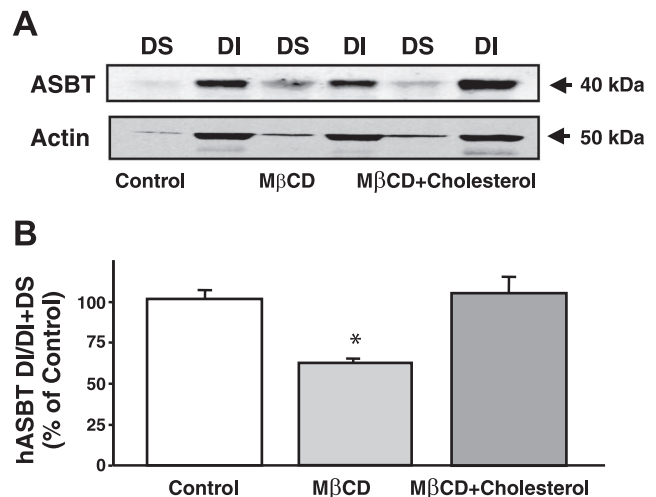 A
DS DI DS DI DS DI
ASBT 40 kDa
Actin 50 kDa
Control MβCD MβCD+Cholesterol
B
hASBT DI/DI+DS
(% of Control)
100
75
50
25
0
*
Control MβCD MβCD+Cholesterol